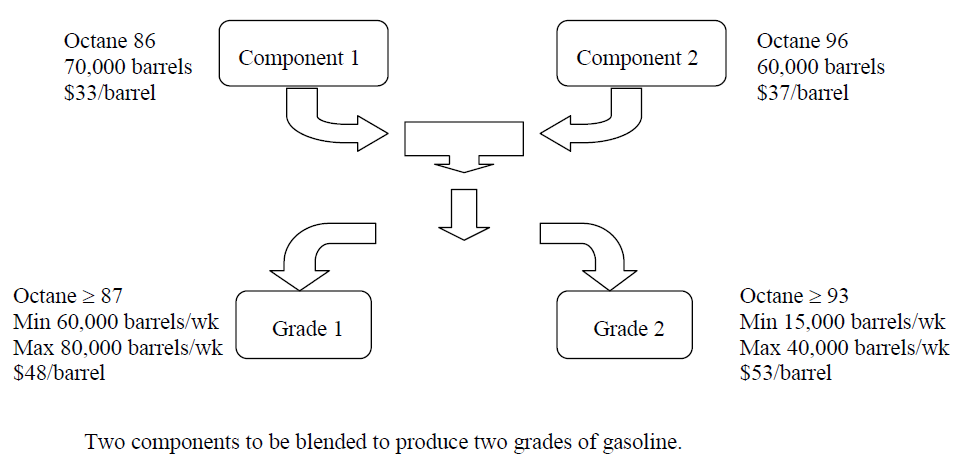 Octane 86
70,000 barrels
$33/barrel
Component 1
Component 2
Octane 96
60,000 barrels
$37/barrel
Octane ≥ 87
Min 60,000 barrels/wk
Max 80,000 barrels/wk
$48/barrel
Grade 1
Grade 2
Octane ≥ 93
Min 15,000 barrels/wk
Max 40,000 barrels/wk
$53/barrel
Two components to be blended to produce two grades of gasoline.